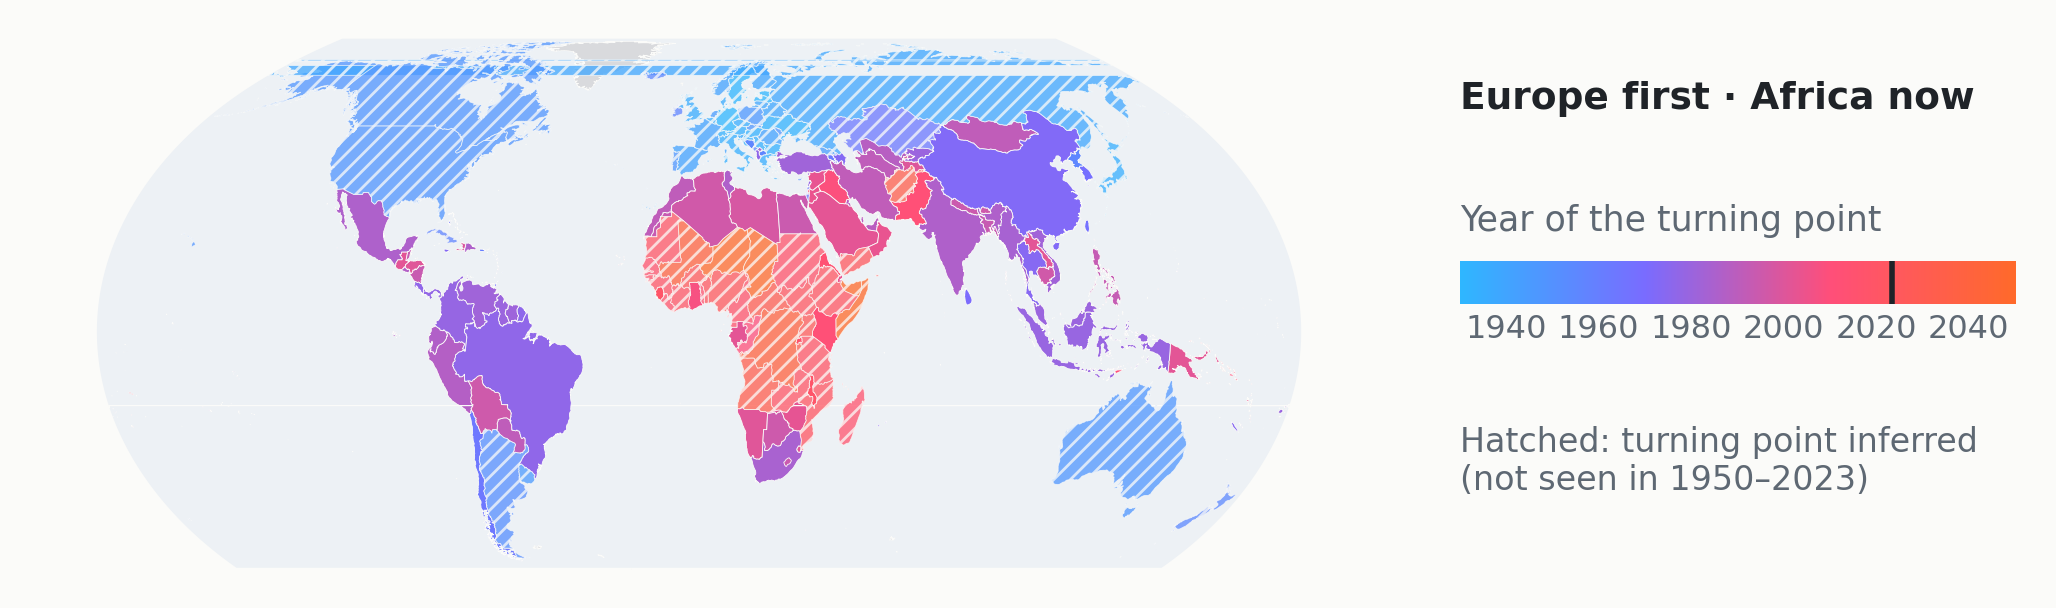 Europe first · Africa now
Year of the turning point
1940 1960 1980 2000 2020 2040
Hatched: turning point inferred
(not seen in 1950–2023)